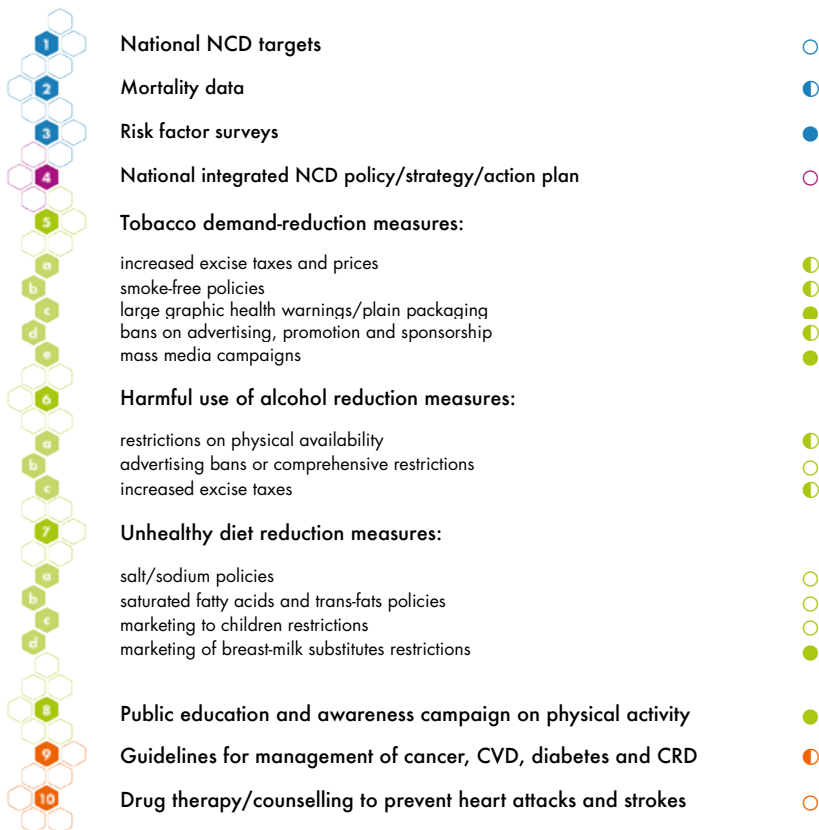 1 National NCD targets
2 Mortality data
3 Risk factor surveys
4 National integrated NCD policy/strategy/action plan
5 Tobacco demand-reduction measures:
a increased excise taxes and prices
b smoke-free policies
c large graphic health warnings/plain packaging
d bans on advertising, promotion and sponsorship
e mass media campaigns
6 Harmful use of alcohol reduction measures:
a restrictions on physical availability
b advertising bans or comprehensive restrictions
c increased excise taxes
7 Unhealthy diet reduction measures:
a salt/sodium policies
b saturated fatty acids and trans-fats policies
c marketing to children restrictions
d marketing of breast-milk substitutes restrictions
8 Public education and awareness campaign on physical activity
9 Guidelines for management of cancer, CVD, diabetes and CRD
10 Drug therapy/counselling to prevent heart attacks and strokes